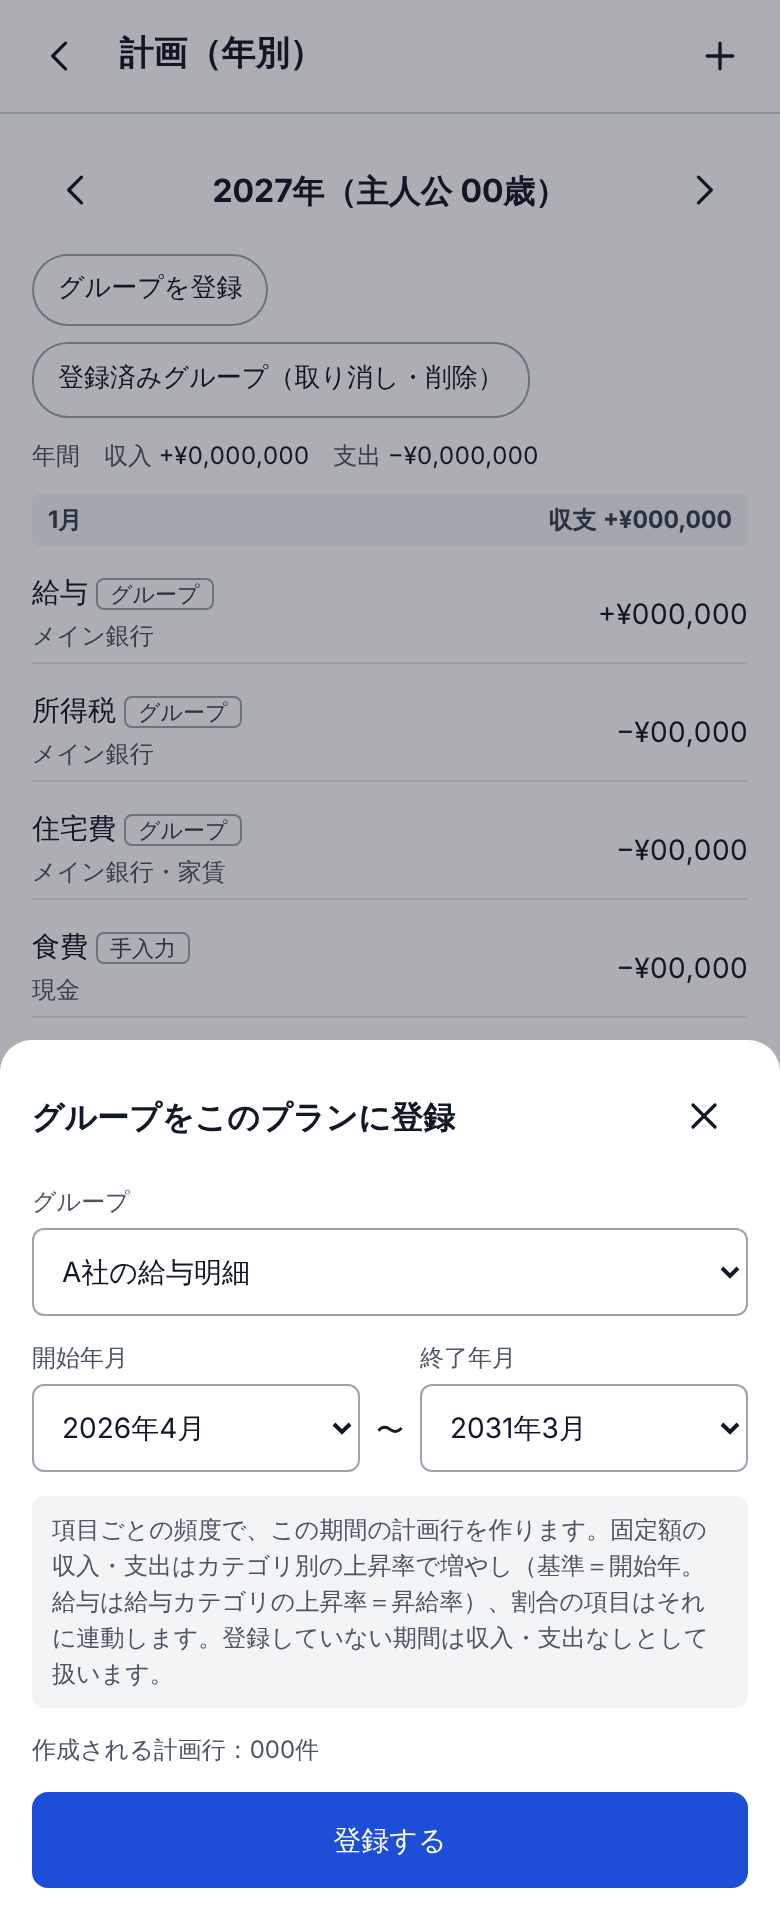 計画（年別）
2027年（主人公 00歳）
グループを登録
登録済みグループ（取り消し・削除）
年間 収入 +¥0,000,000 支出 −¥0,000,000
1月 収支 +¥000,000
給与 グループ
+¥000,000
メイン銀行
所得税 グループ
−¥00,000
メイン銀行
住宅費 グループ
−¥00,000
メイン銀行・家賃
食費 手入力
−¥00,000
現金
グループをこのプランに登録
グループ
A社の給与明細
開始年月 終了年月
2026年4月 〜 2031年3月
項目ごとの頻度で、この期間の計画行を作ります。固定額の
収入・支出はカテゴリ別の上昇率で増やし（基準＝開始年。
給与は給与カテゴリの上昇率＝昇給率）、割合の項目はそれ
に連動します。登録していない期間は収入・支出なしとして
扱います。
作成される計画行：000件
登録する